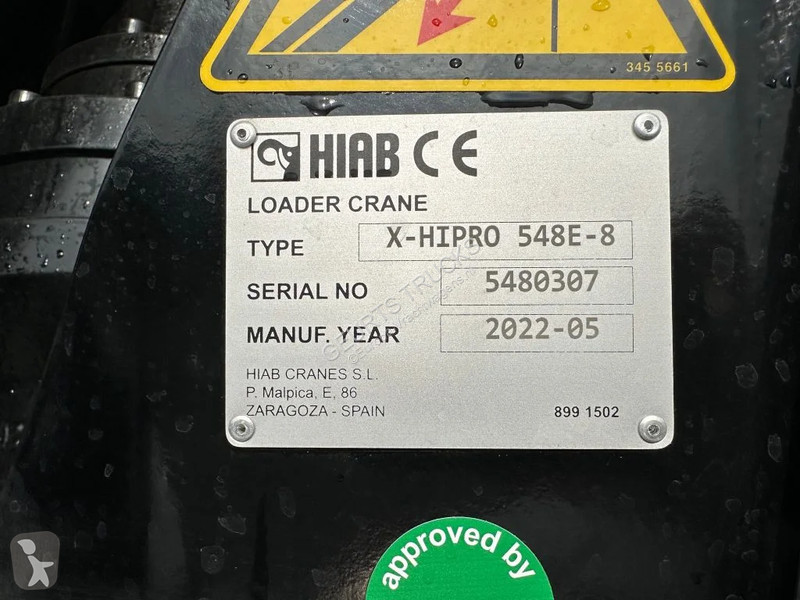 345 5661
HIAB CE
LOADER CRANE
TYPE X-HIPRO 548E-8
SERIAL NO 5480307
MANUF. YEAR 2022-05
HIAB CRANES S.L.
P. Malpica, E, 86
ZARAGOZA - SPAIN 899 1502
approved by